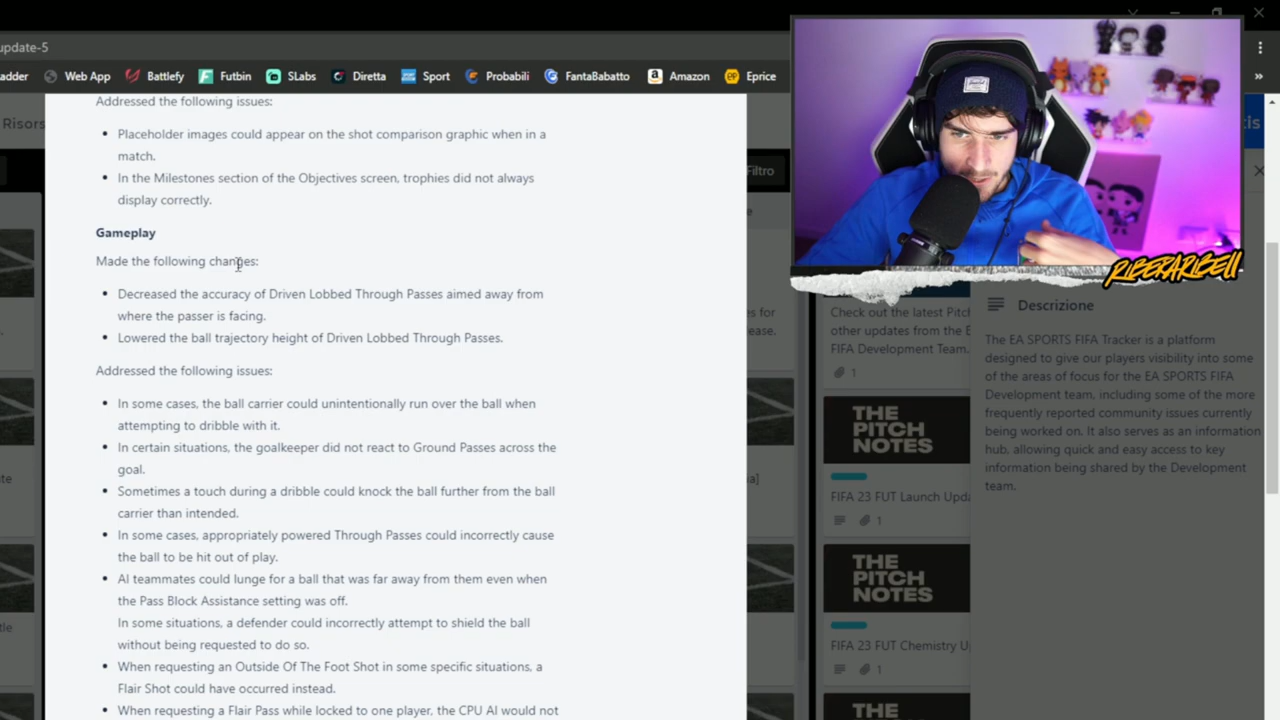 update-5
adder
Web App
Battlefy
Futbin
SLabs
Diretta
Sport
Probabili
FantaBabatto
Amazon
Eprice
»
Risors
Filtro
tis
Addressed the following issues:
• Placeholder images could appear on the shot comparison graphic when in a
match.
• In the Milestones section of the Objectives screen, trophies did not always
display correctly.
Gameplay
Made the following changes:
• Decreased the accuracy of Driven Lobbed Through Passes aimed away from
where the passer is facing.
• Lowered the ball trajectory height of Driven Lobbed Through Passes.
Addressed the following issues:
• In some cases, the ball carrier could unintentionally run over the ball when
attempting to dribble with it.
• In certain situations, the goalkeeper did not react to Ground Passes across the
goal.
• Sometimes a touch during a dribble could knock the ball further from the ball
carrier than intended.
• In some cases, appropriately powered Through Passes could incorrectly cause
the ball to be hit out of play.
• AI teammates could lunge for a ball that was far away from them even when
the Pass Block Assistance setting was off.
In some situations, a defender could incorrectly attempt to shield the ball
without being requested to do so.
• When requesting an Outside Of The Foot Shot in some specific situations, a
Flair Shot could have occurred instead.
• When requesting a Flair Pass while locked to one player, the CPU AI would not
RIBERARIBELL
es for
ease.
Check out the latest Pitch
other updates from the E
FIFA Development Team.
1
THE
PITCH
NOTES
FIFA 23 FUT Launch Upda
1
THE
PITCH
NOTES
FIFA 23 FUT Chemistry U
1
Descrizione
The EA SPORTS FIFA Tracker is a platform
designed to give our players visibility into some
of the areas of focus for the EA SPORTS FIFA
Development team, including some of the more
frequently reported community issues currently
being worked on. It also serves as an information
hub, allowing quick and easy access to key
information being shared by the Development
team.